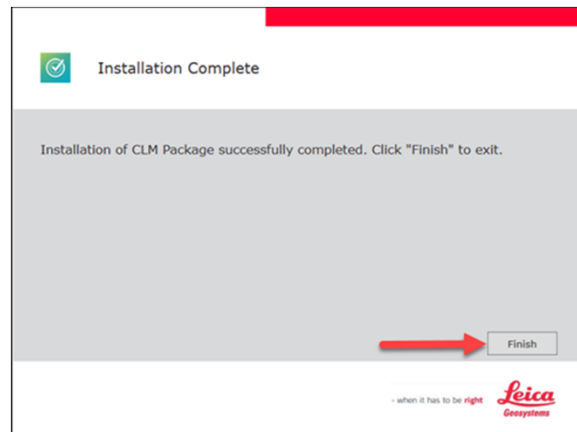 Installation Complete
Installation of CLM Package successfully completed. Click "Finish" to exit.
Finish
- when it has to be right
Leica
Geosystems